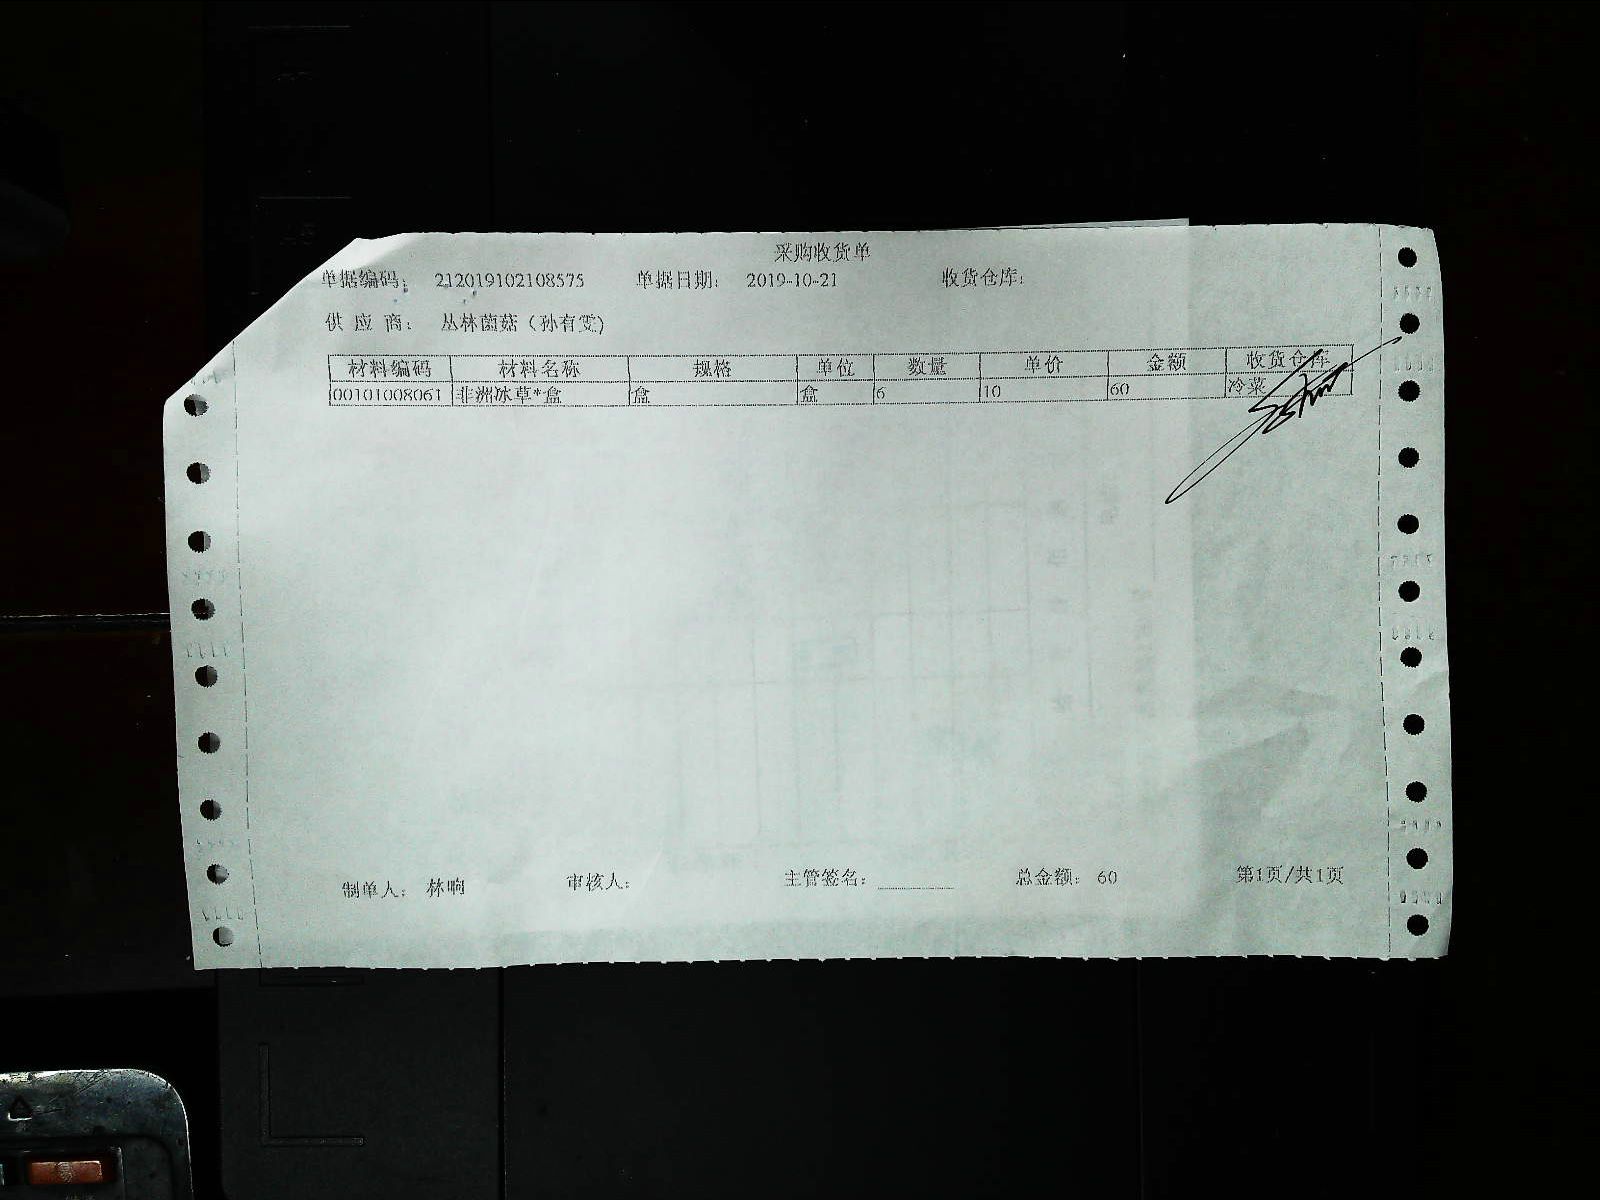 采购收货单
单据编码： 212019102108575 单据日期： 2019-10-21 收货仓库：
供 应 商： 丛林菌菇（孙有雯)
材料编码 材料名称 规格 单位 数量 单价 金额 收货仓库
00101008061 非洲冰草*盒 盒 盒 6 10 60 冷菜
制单人： 林响 审核人： 主管签名： 总金额： 60 第1页/共1页